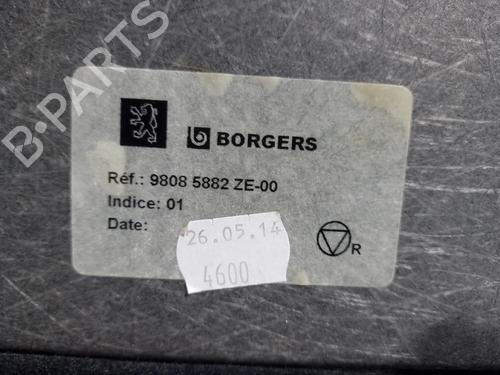 BORGERS
Réf.: 9808 5882 ZE-00
Indice: 01
Date:
26.05.14
4600
R
B-PARTS